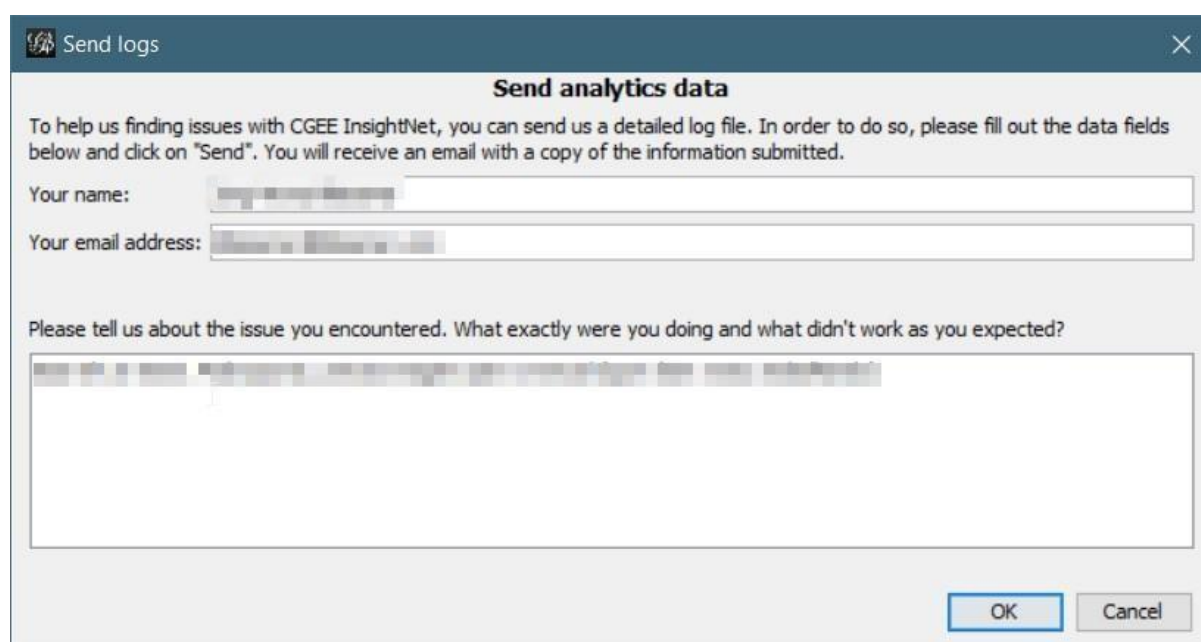 Send logs
Send analytics data
To help us finding issues with CGEE InsightNet, you can send us a detailed log file. In order to do so, please fill out the data fields
below and click on "Send". You will receive an email with a copy of the information submitted.
Your name:
Your email address:
Please tell us about the issue you encountered. What exactly were you doing and what didn't work as you expected?
OK Cancel